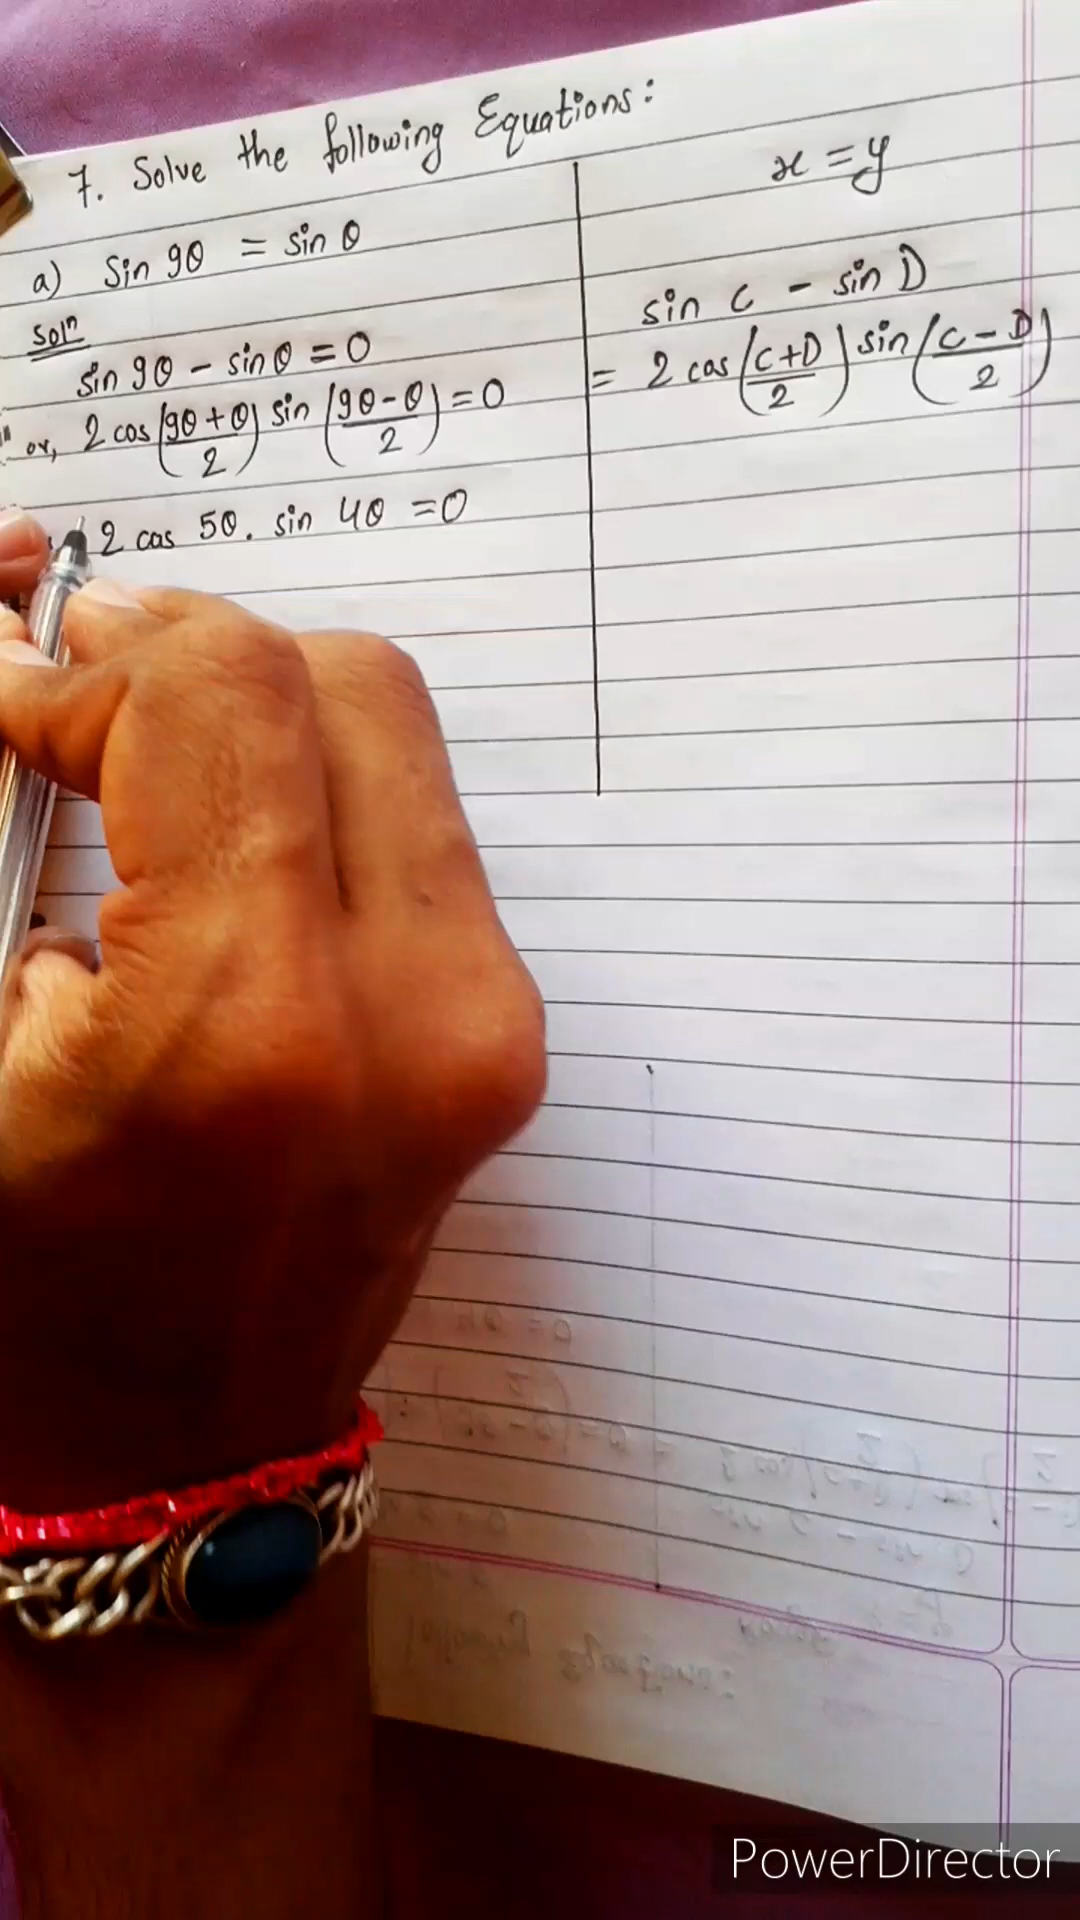 7. Solve the following Equations:
a) Sin 9θ = sin θ
Solⁿ
sin 9θ - sin θ = 0
or, 2 cos (9θ + θ / 2) sin (9θ - θ / 2) = 0
2 cos 5θ . sin 4θ = 0
x = y
sin C - sin D
= 2 cos (C+D / 2) sin (C - D / 2)
PowerDirector